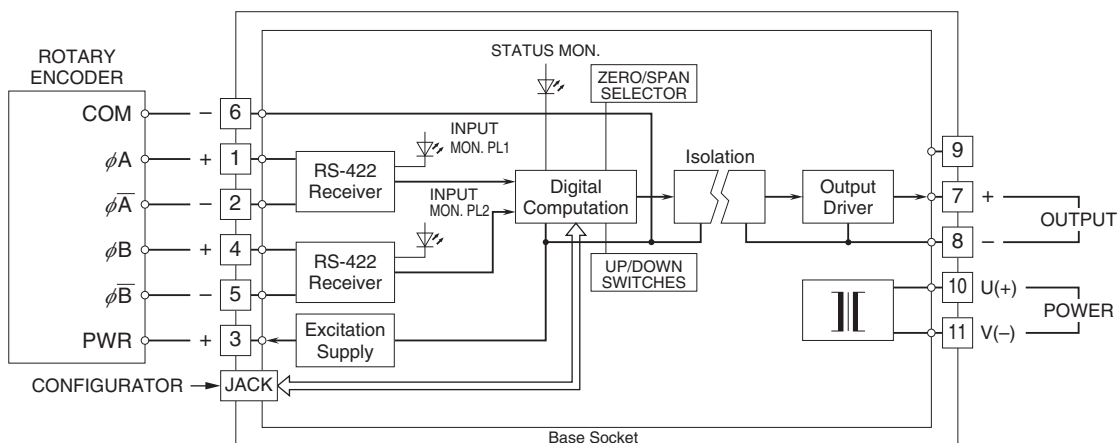 STATUS MON.
ROTARY
ENCODER
ZERO/SPAN
SELECTOR
COM
−
6
INPUT
MON. PL1
φA
+
1
RS-422
Receiver
Isolation
9
φA̅
−
2
Digital
Computation
Output
Driver
7
+
INPUT
MON. PL2
OUTPUT
φB
+
4
RS-422
Receiver
8
−
φB̅
−
5
UP/DOWN
SWITCHES
10
U(+)
POWER
PWR
+
3
Excitation
Supply
11
V(−)
CONFIGURATOR
JACK
Base Socket